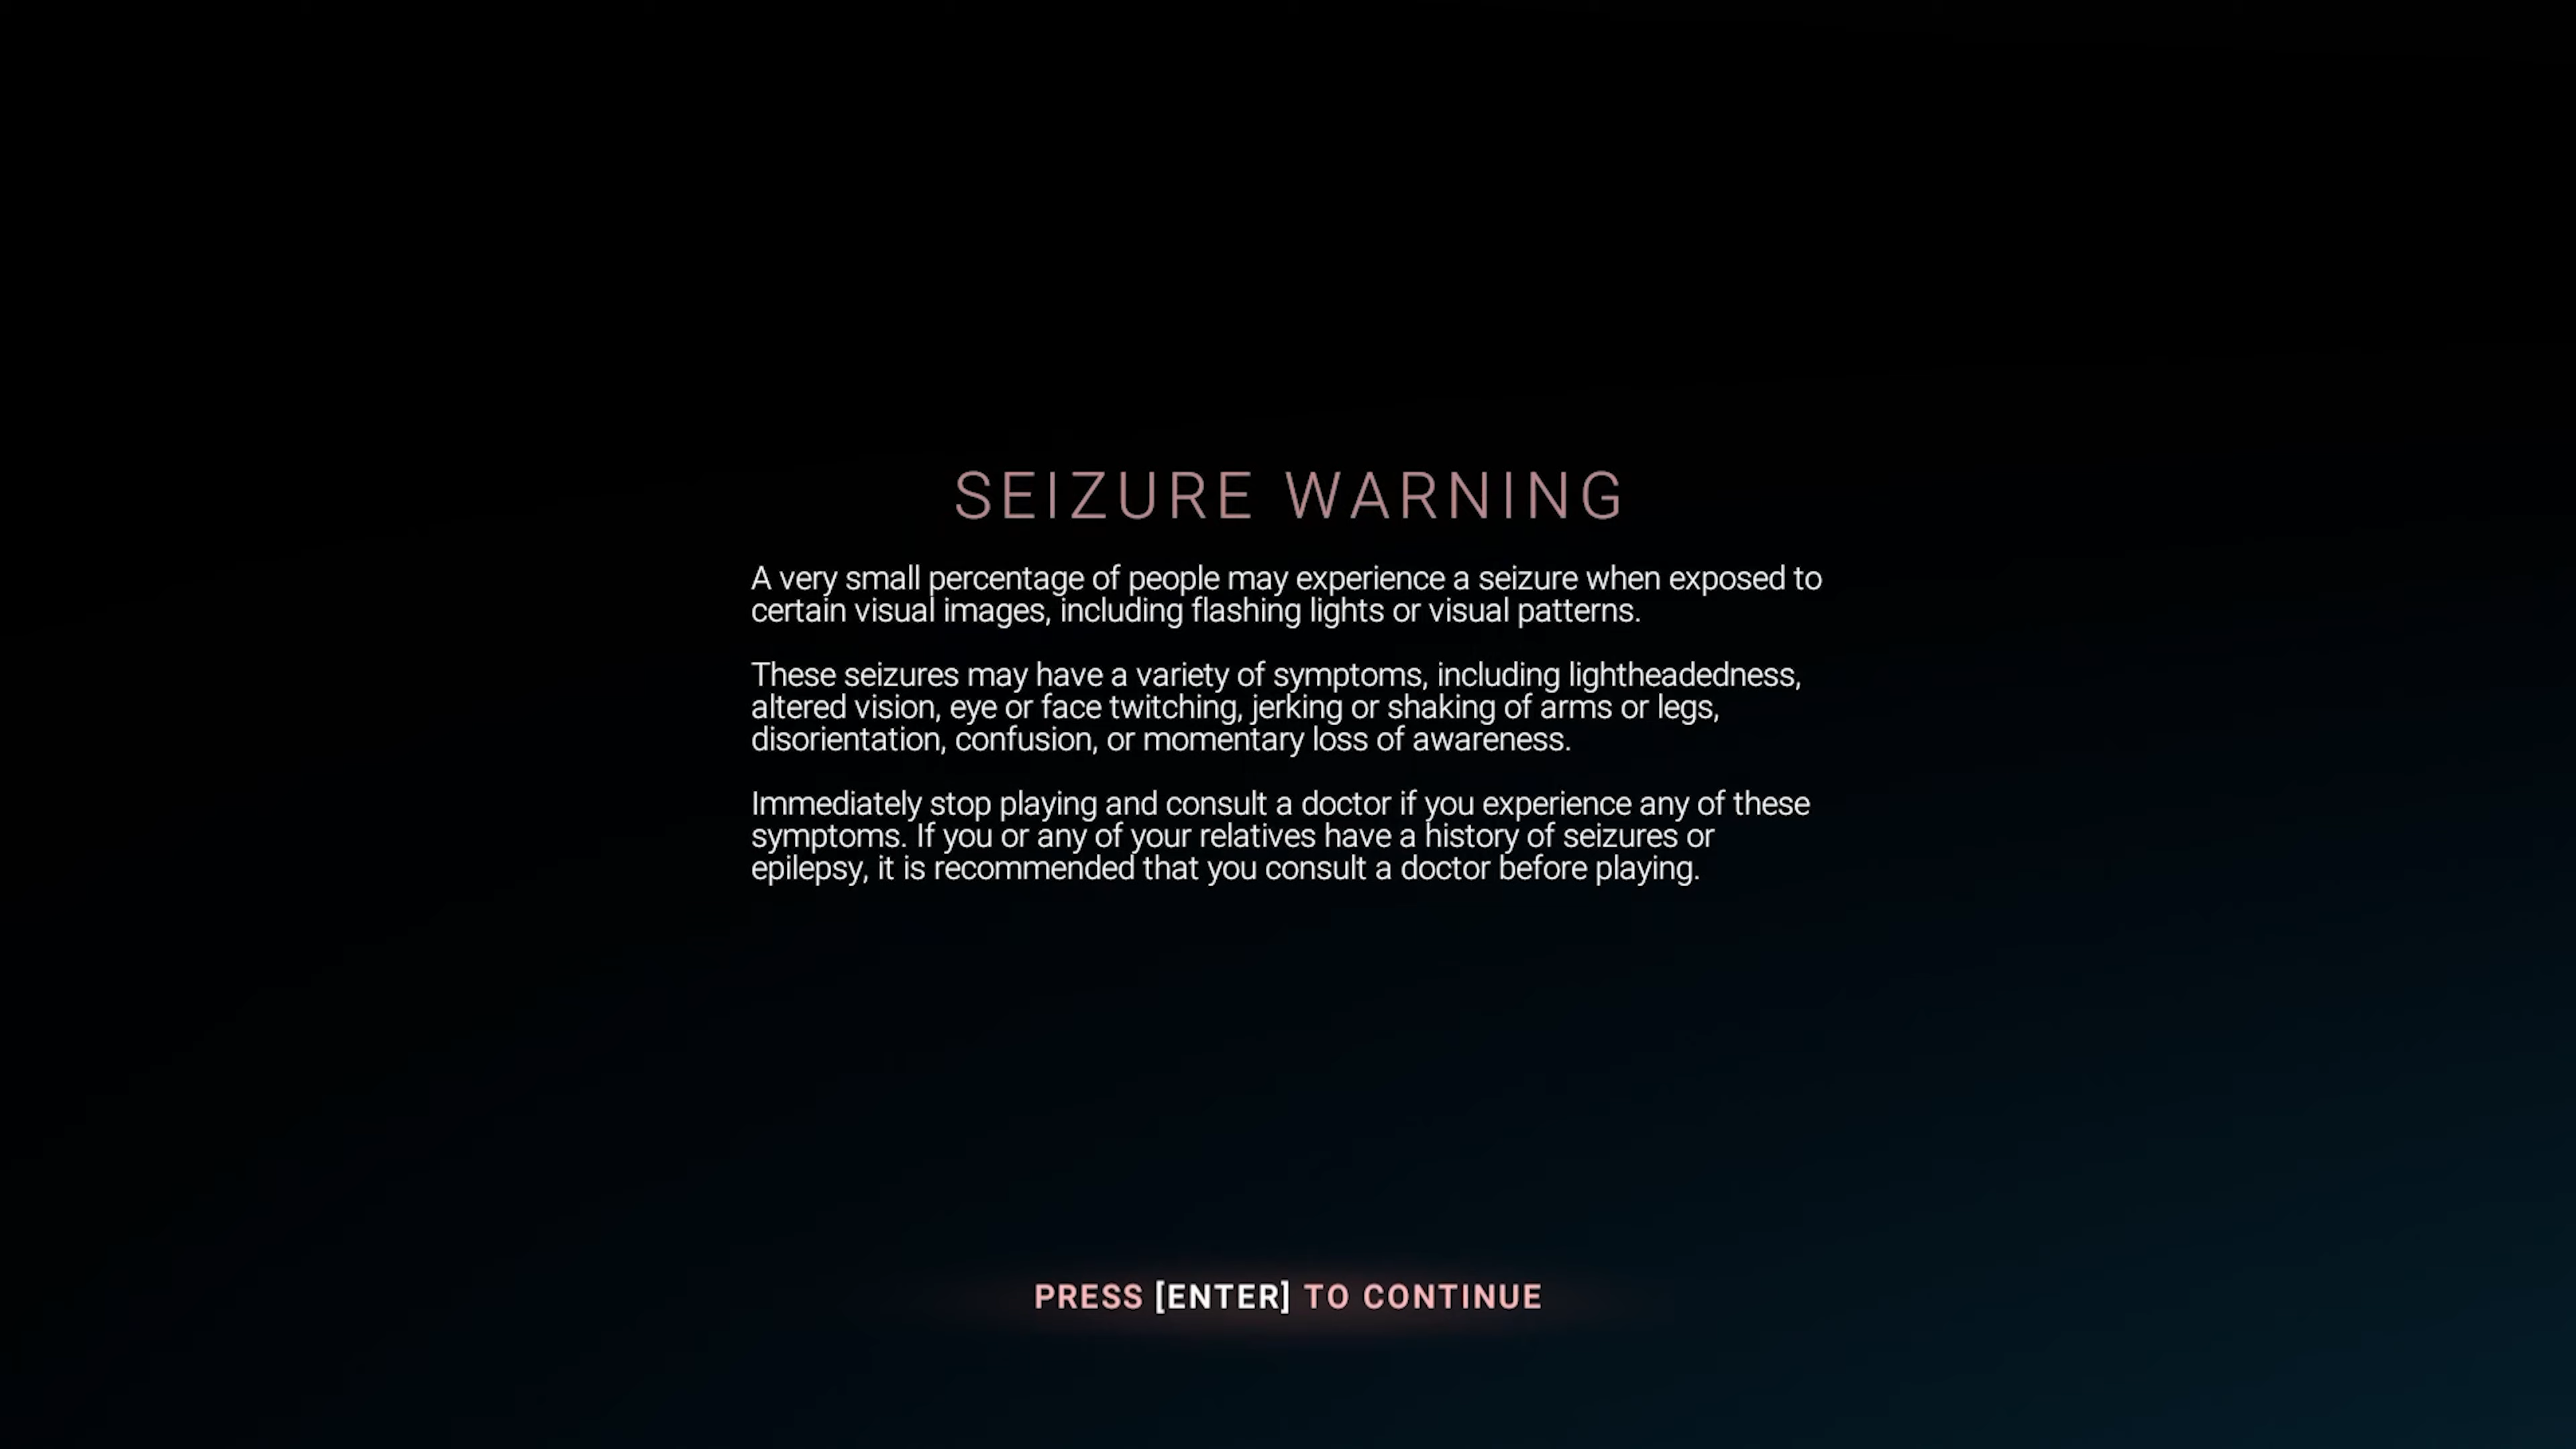 SEIZURE WARNING
A very small percentage of people may experience a seizure when exposed to
certain visual images, including flashing lights or visual patterns.
These seizures may have a variety of symptoms, including lightheadedness,
altered vision, eye or face twitching, jerking or shaking of arms or legs,
disorientation, confusion, or momentary loss of awareness.
Immediately stop playing and consult a doctor if you experience any of these
symptoms. If you or any of your relatives have a history of seizures or
epilepsy, it is recommended that you consult a doctor before playing.
PRESS [ENTER] TO CONTINUE